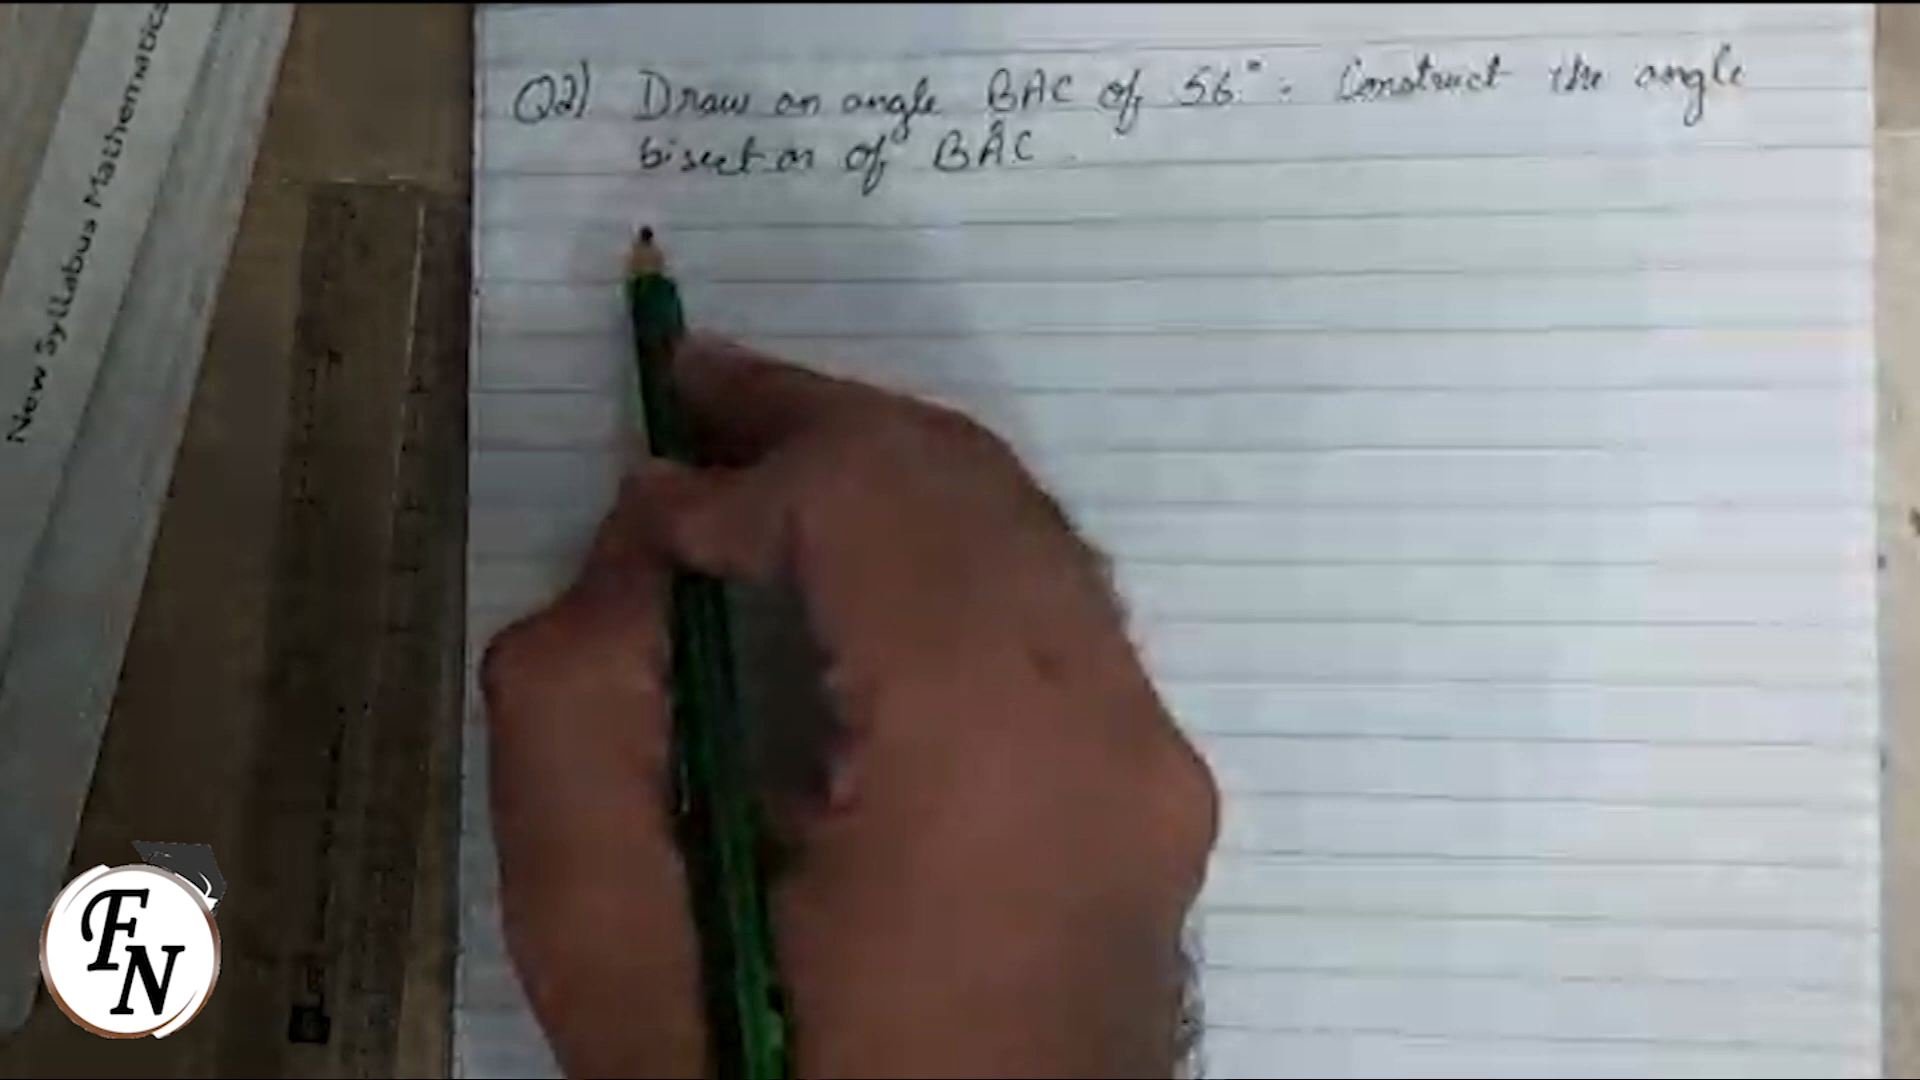 New Syllabus Mathematics
Q2) Draw an angle BAC of 56°. Construct the angle
bisector of BÂC.
FN